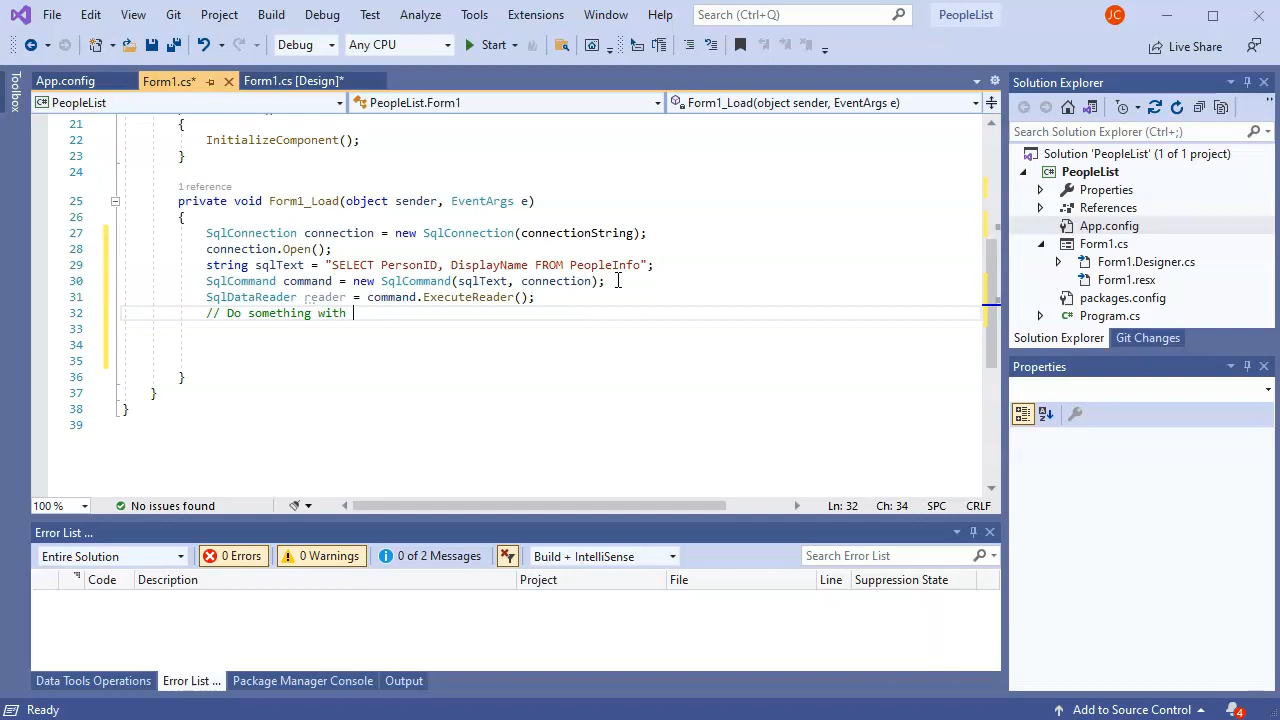 File Edit View Git Project Build Debug Test Analyze Tools Extensions Window Help Search (Ctrl+Q) PeopleList JC
Debug Any CPU Start Live Share
Toolbox
App.config Form1.cs* Form1.cs [Design]*
PeopleList PeopleList.Form1 Form1_Load(object sender, EventArgs e)
21 {
22 InitializeComponent();
23 }
24
1 reference
25 private void Form1_Load(object sender, EventArgs e)
26 {
27 SqlConnection connection = new SqlConnection(connectionString);
28 connection.Open();
29 string sqlText = "SELECT PersonID, DisplayName FROM PeopleInfo";
30 SqlCommand command = new SqlCommand(sqlText, connection);
31 SqlDataReader reader = command.ExecuteReader();
32 // Do something with
33
34
35
36 }
37 }
38 }
39
100 % No issues found Ln: 32 Ch: 34 SPC CRLF
Error List ...
Entire Solution 0 Errors 0 Warnings 0 of 2 Messages Build + IntelliSense Search Error List
Code Description Project File Line Suppression State
Data Tools Operations Error List ... Package Manager Console Output
Solution Explorer
Search Solution Explorer (Ctrl+;)
Solution 'PeopleList' (1 of 1 project)
C# PeopleList
Properties
References
App.config
Form1.cs
Form1.Designer.cs
Form1.resx
packages.config
C# Program.cs
Solution Explorer Git Changes
Properties
Ready Add to Source Control 4